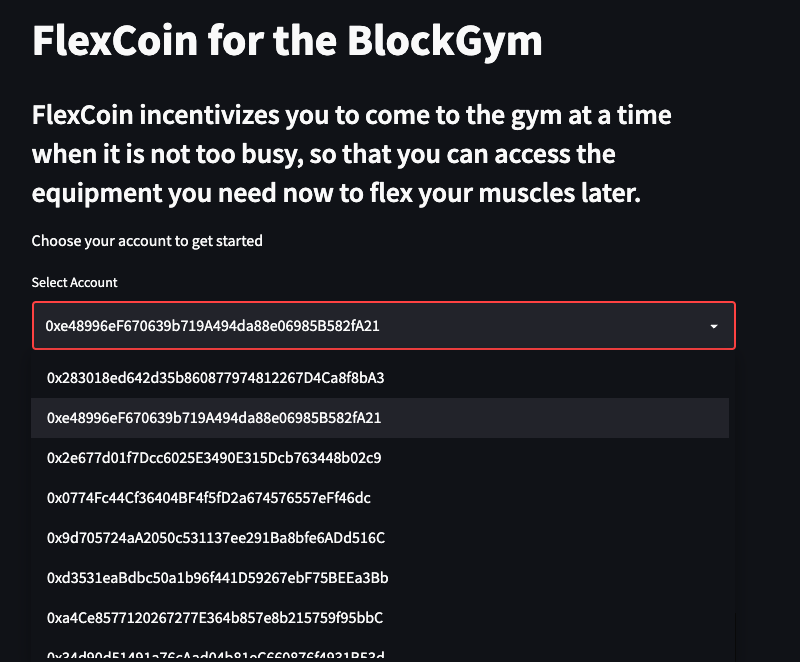 FlexCoin for the BlockGym
FlexCoin incentivizes you to come to the gym at a time
when it is not too busy, so that you can access the
equipment you need now to flex your muscles later.
Choose your account to get started
Select Account
0xe48996eF670639b719A494da88e06985B582fA21
0x283018ed642d35b860877974812267D4Ca8f8bA3
0xe48996eF670639b719A494da88e06985B582fA21
0x2e677d01f7Dcc6025E3490E315Dcb763448b02c9
0x0774Fc44Cf36404BF4f5fD2a674576557eFf46dc
0x9d705724aA2050c531137ee291Ba8bfe6ADd516C
0xd3531eaBdbc50a1b96f441D59267ebF75BEEa3Bb
0xa4Ce8577120267277E364b857e8b215759f95bbC